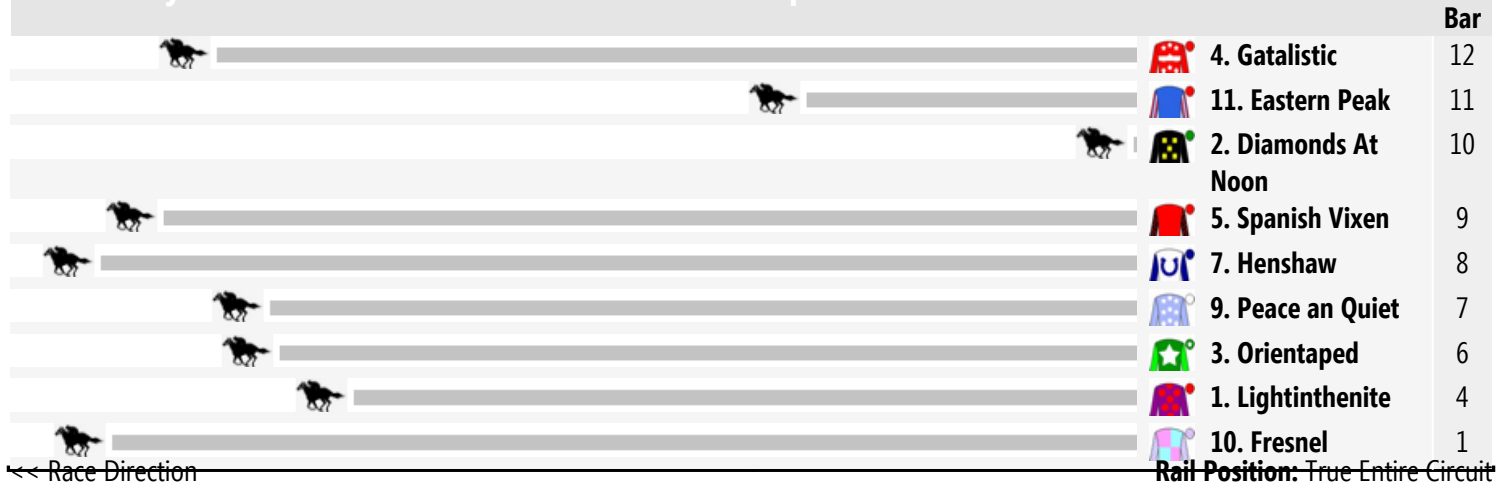 Bar
4. Gatalistic 12
11. Eastern Peak 11
2. Diamonds At 10
Noon
5. Spanish Vixen 9
7. Henshaw 8
9. Peace an Quiet 7
3. Orientaped 6
1. Lightinthenite 4
10. Fresnel 1
<< Race Direction Rail Position: True Entire Circuit